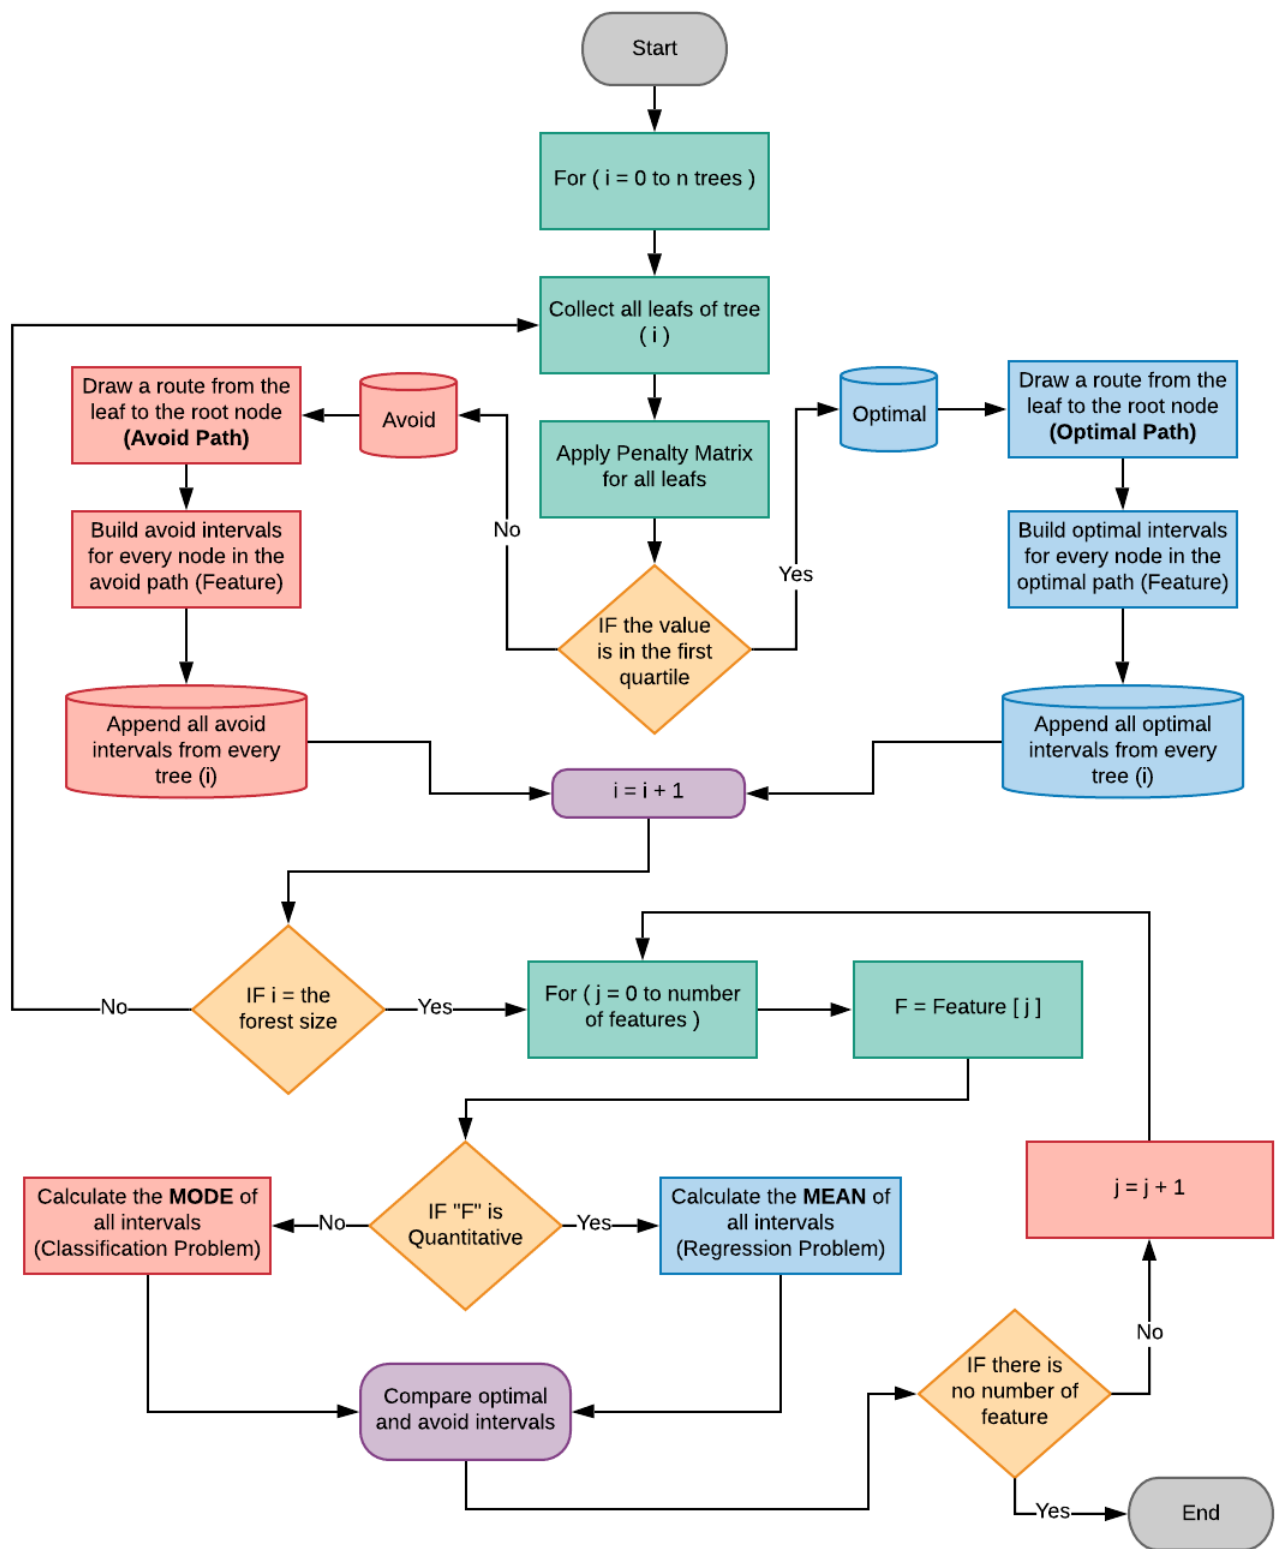 Start
For ( i = 0 to n trees )
Collect all leafs of tree
( i )
Draw a route from the
leaf to the root node
(Avoid Path)
Avoid
Optimal
Draw a route from the
leaf to the root node
(Optimal Path)
Apply Penalty Matrix
for all leafs
No
Yes
Build avoid intervals
for every node in the
avoid path (Feature)
Build optimal intervals
for every node in the
optimal path (Feature)
IF the value
is in the first
quartile
Append all avoid
intervals from every
tree (i)
Append all optimal
intervals from every
tree (i)
i = i + 1
No
IF i = the
forest size
Yes
For ( j = 0 to number
of features )
F = Feature [ j ]
Calculate the MODE of
all intervals
(Classification Problem)
No
IF "F" is
Quantitative
Yes
Calculate the MEAN of
all intervals
(Regression Problem)
j = j + 1
No
Compare optimal
and avoid intervals
IF there is
no number of
feature
Yes
End